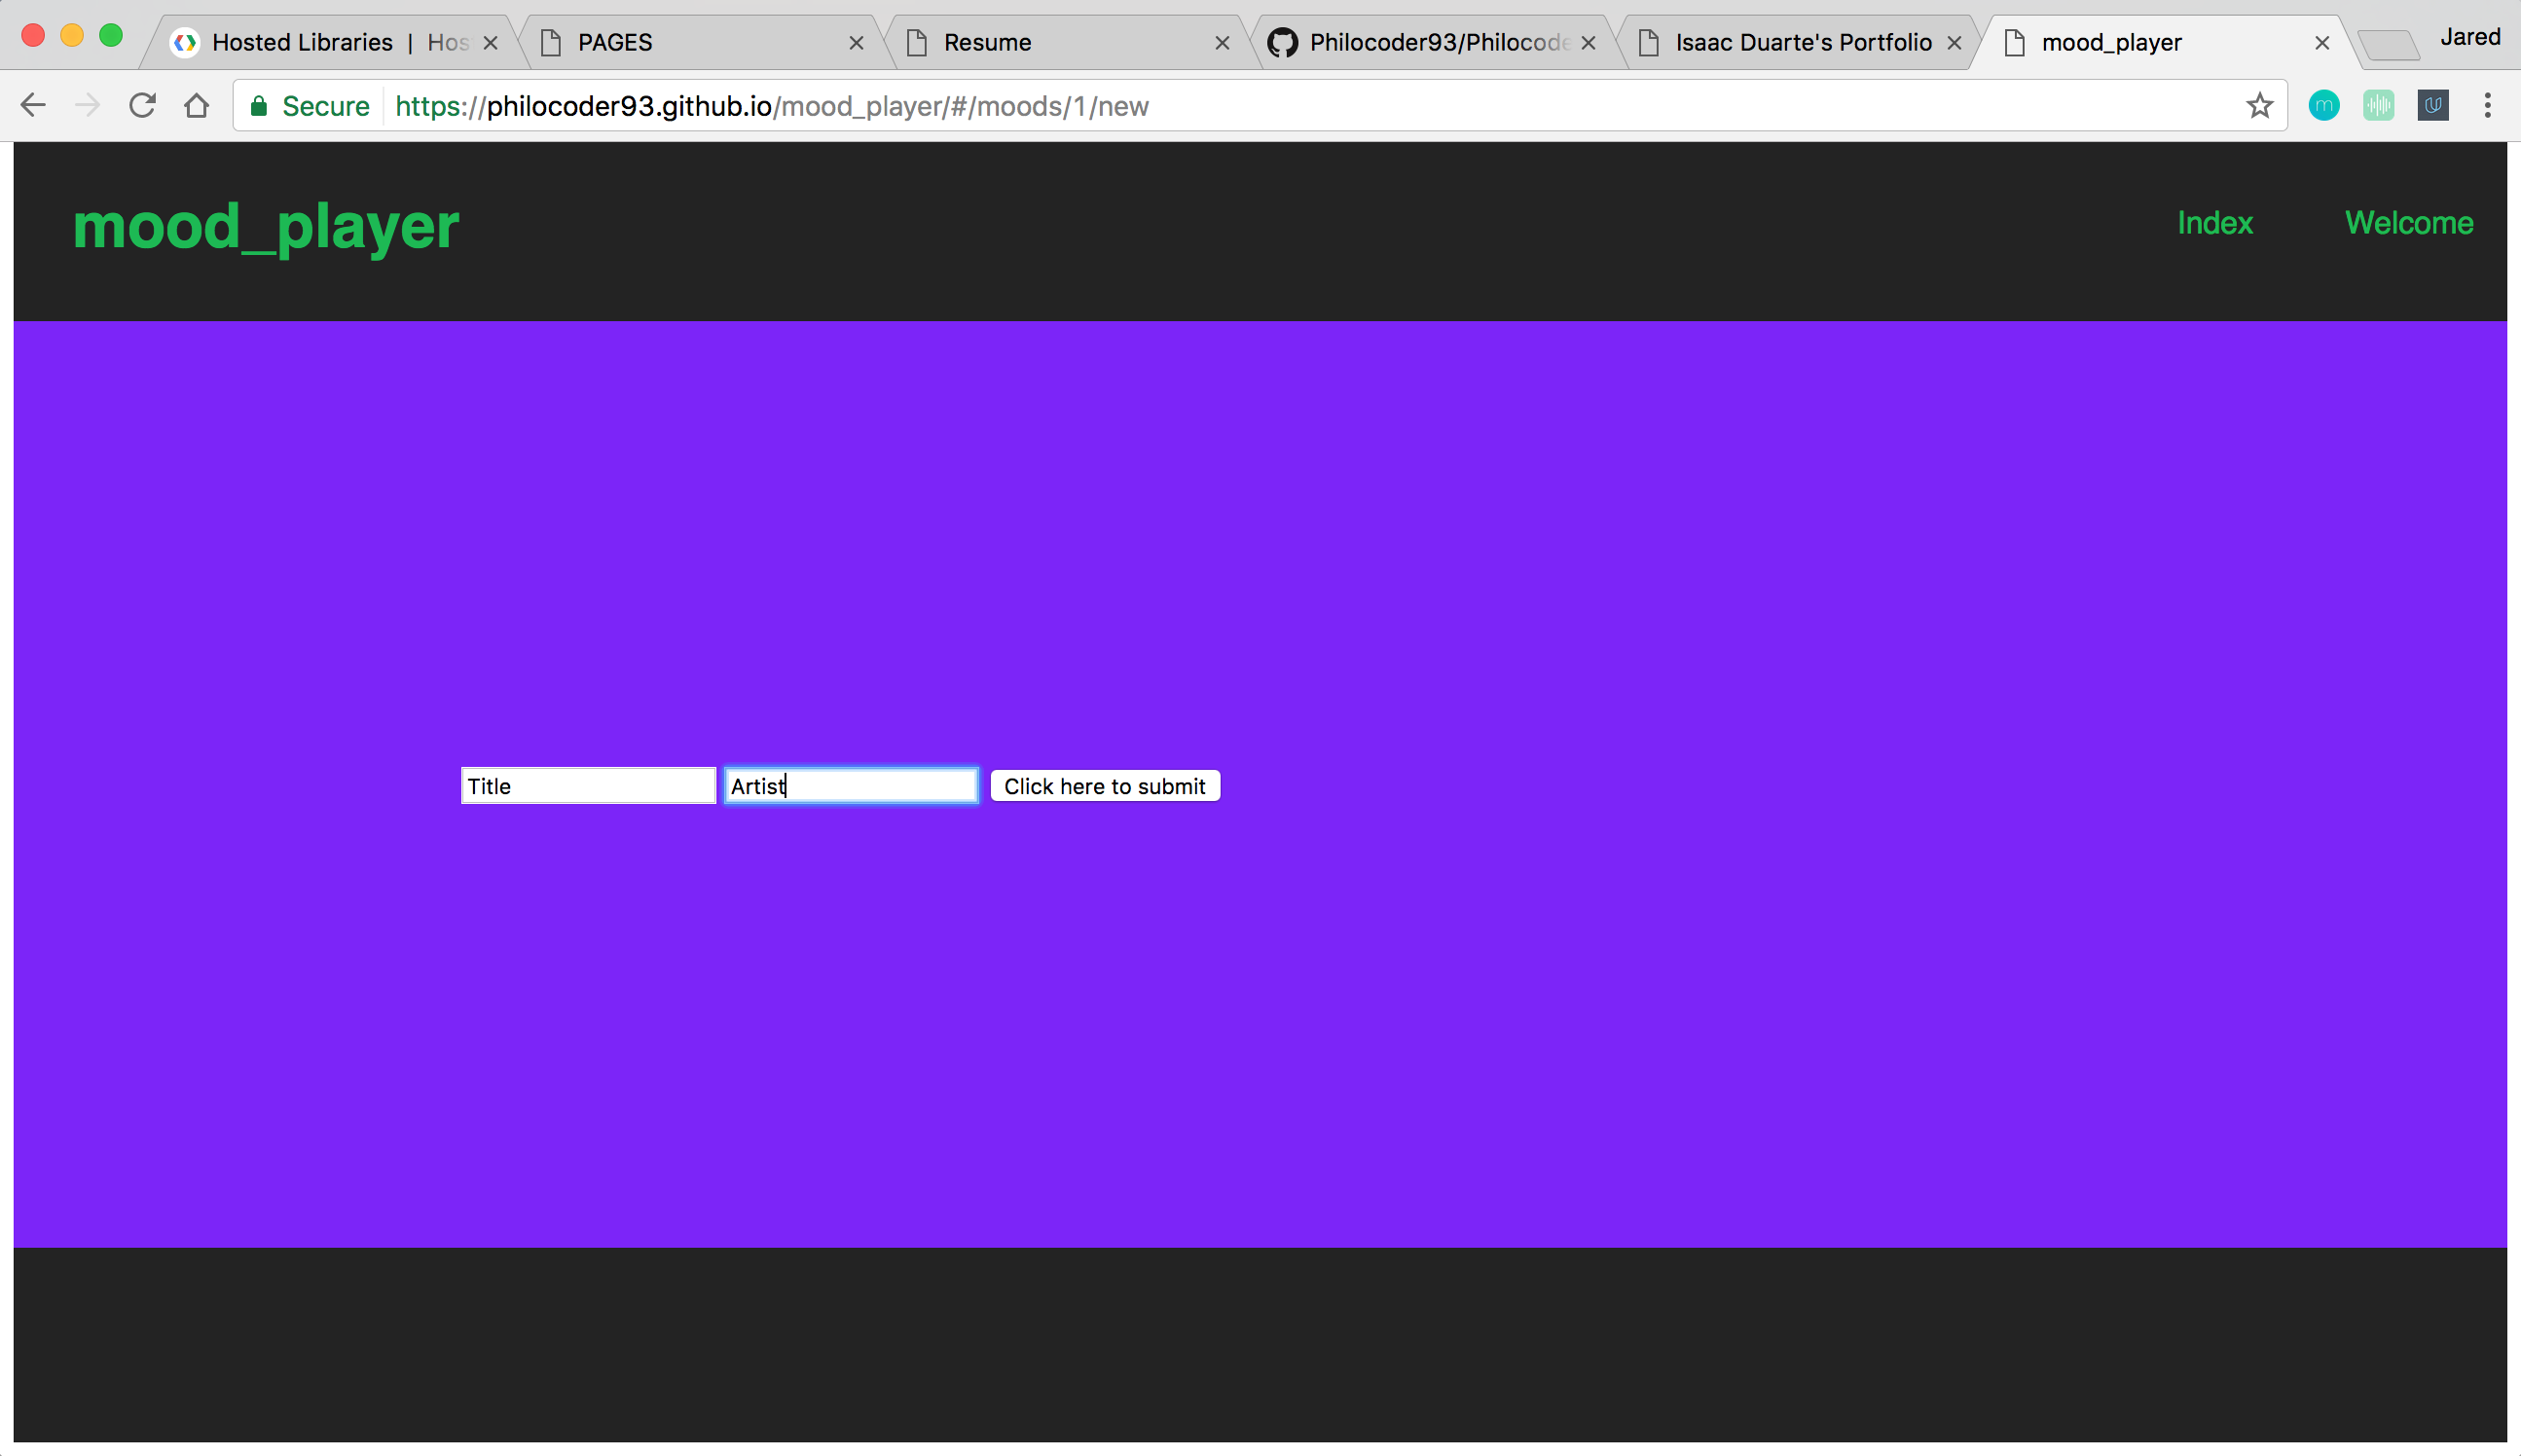 Hosted Libraries | Hos
PAGES
Resume
Philocoder93/Philocode
Isaac Duarte's Portfolio
mood_player
Jared
Secure https://philocoder93.github.io/mood_player/#/moods/1/new
mood_player
Index
Welcome
Title
Artist
Click here to submit